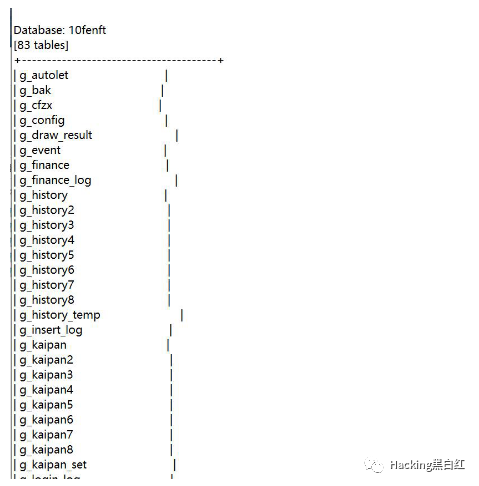 Database: 10fenft
[83 tables]
+---------------------------------------+
| g_autolet |
| g_bak |
| g_cfzx |
| g_config |
| g_draw_result |
| g_event |
| g_finance |
| g_finance_log |
| g_history |
| g_history2 |
| g_history3 |
| g_history4 |
| g_history5 |
| g_history6 |
| g_history7 |
| g_history8 |
| g_history_temp |
| g_insert_log |
| g_kaipan |
| g_kaipan2 |
| g_kaipan3 |
| g_kaipan4 |
| g_kaipan5 |
| g_kaipan6 |
| g_kaipan7 |
| g_kaipan8 |
| g_kaipan_set |
| g_login_log |
Hacking黑白红